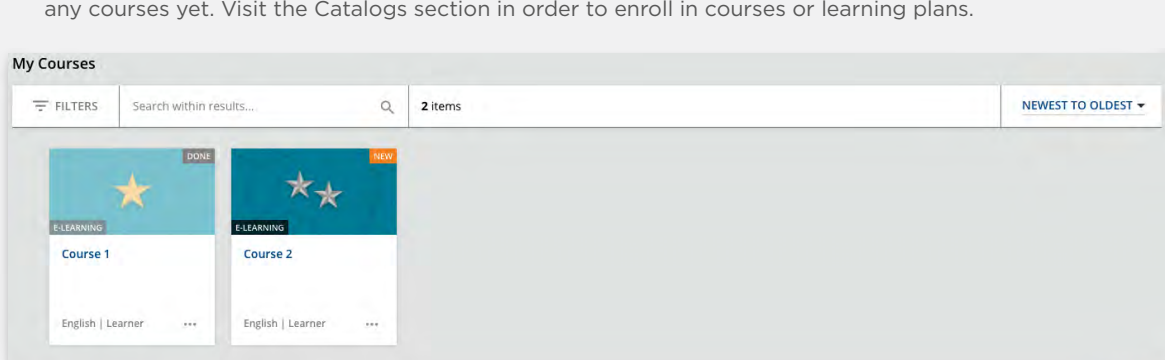 any courses yet. Visit the Catalogs section in order to enroll in courses or learning plans.
My Courses
FILTERS
Search within results...
2 items
NEWEST TO OLDEST
DONE
E-LEARNING
Course 1
English | Learner
NEW
E-LEARNING
Course 2
English | Learner